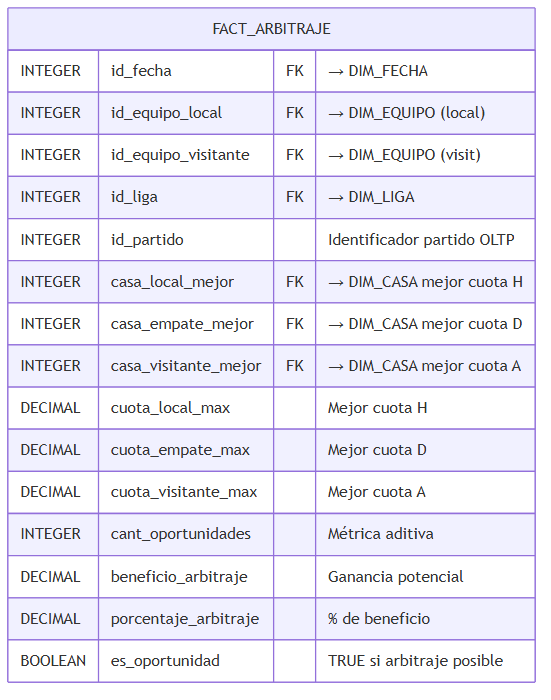 FACT_ARBITRAJE
INTEGER id_fecha FK → DIM_FECHA
INTEGER id_equipo_local FK → DIM_EQUIPO (local)
INTEGER id_equipo_visitante FK → DIM_EQUIPO (visit)
INTEGER id_liga FK → DIM_LIGA
INTEGER id_partido Identificador partido OLTP
INTEGER casa_local_mejor FK → DIM_CASA mejor cuota H
INTEGER casa_empate_mejor FK → DIM_CASA mejor cuota D
INTEGER casa_visitante_mejor FK → DIM_CASA mejor cuota A
DECIMAL cuota_local_max Mejor cuota H
DECIMAL cuota_empate_max Mejor cuota D
DECIMAL cuota_visitante_max Mejor cuota A
INTEGER cant_oportunidades Métrica aditiva
DECIMAL beneficio_arbitraje Ganancia potencial
DECIMAL porcentaje_arbitraje % de beneficio
BOOLEAN es_oportunidad TRUE si arbitraje posible